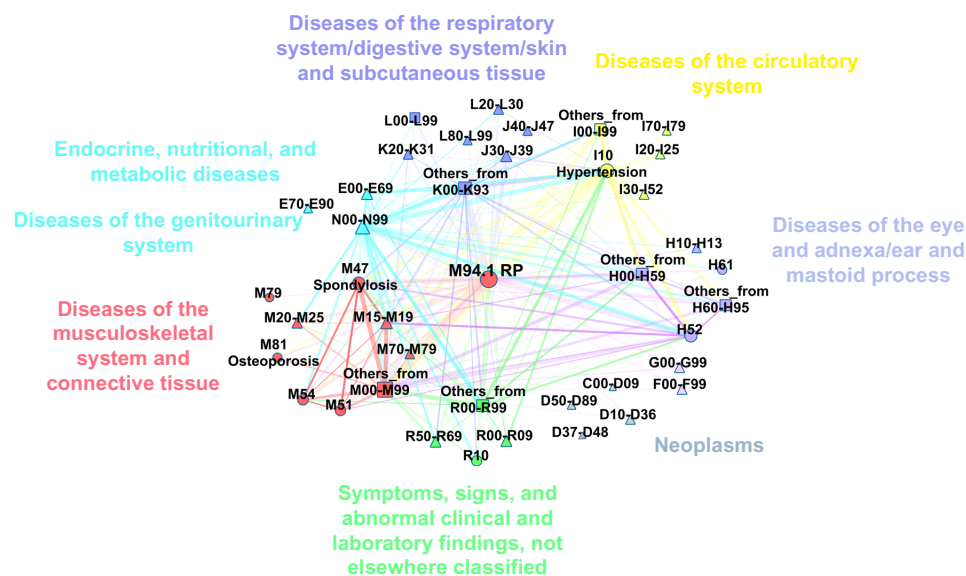 Diseases of the respiratory
system/digestive system/skin
and subcutaneous tissue
Diseases of the circulatory
system
Endocrine, nutritional, and
metabolic diseases
Diseases of the genitourinary
system
Diseases of the eye
and adnexa/ear and
mastoid process
Diseases of the
musculoskeletal
system and
connective tissue
Neoplasms
Symptoms, signs, and
abnormal clinical and
laboratory findings, not
elsewhere classified
L20-L30
L00-L99
J40-J47
L80-L99
K20-K31
J30-J39
Others_from
K00-K93
Others_from
I00-I99
I70-I79
I20-I25
I10
Hypertension
I30-I52
E00-E69
E70-E90
N00-N99
H10-H13
Others_from
H00-H59
H61
Others_from
H60-H95
H52
M94.1 RP
M47
Spondylosis
M79
M20-M25
M15-M19
M81
Osteoporosis
M70-M79
Others_from
M00-M99
M54
M51
G00-G99
F00-F99
C00-D09
D50-D89
D10-D36
D37-D48
Others_from
R00-R99
R50-R69
R00-R09
R10